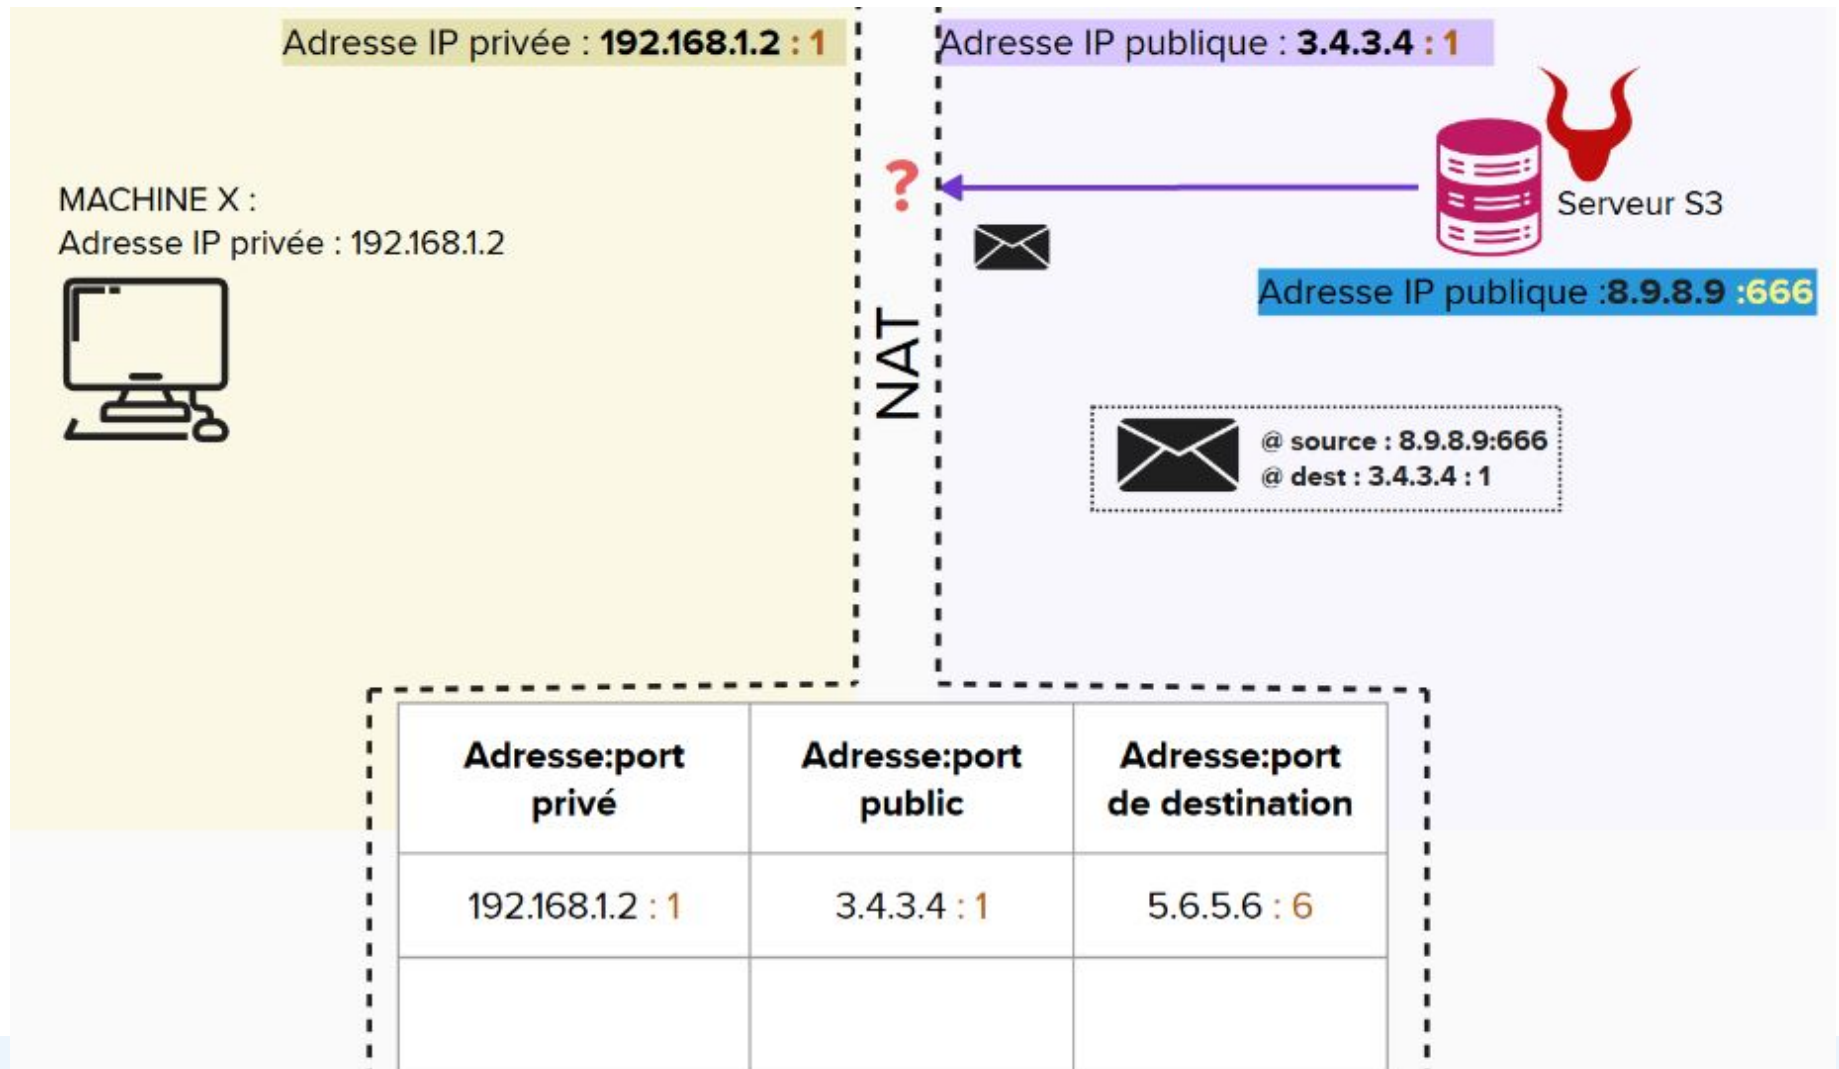 Adresse IP privée : 192.168.1.2 : 1
Adresse IP publique : 3.4.3.4 : 1
MACHINE X :
Adresse IP privée : 192.168.1.2
?
Serveur S3
Adresse IP publique :8.9.8.9 :666
NAT
@ source : 8.9.8.9:666
@ dest : 3.4.3.4 : 1
Adresse:port
privé
Adresse:port
public
Adresse:port
de destination
192.168.1.2 : 1
3.4.3.4 : 1
5.6.5.6 : 6